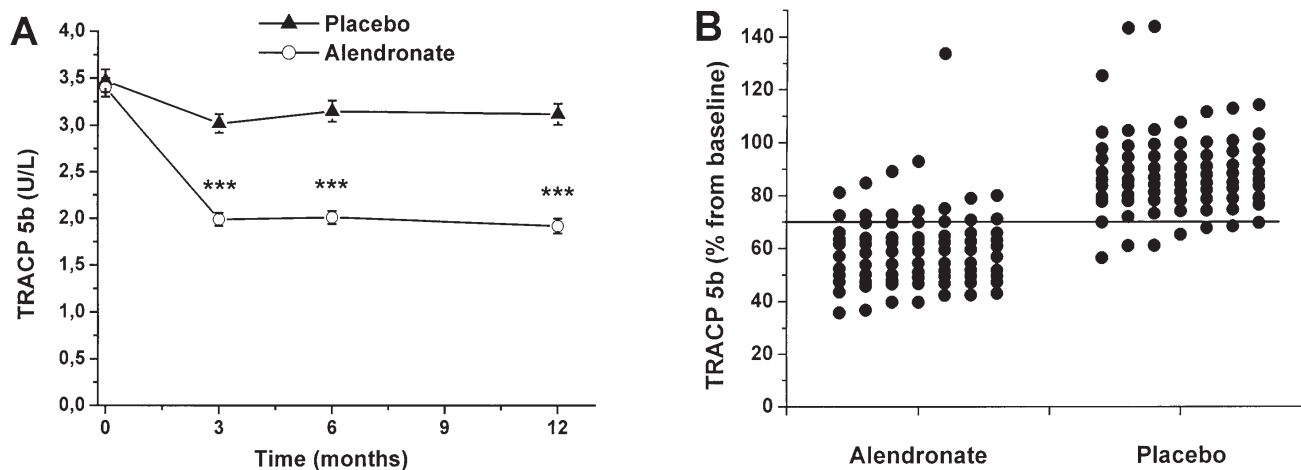 A
Placebo
Alendronate
TRACP 5b (U/L)
4,0
3,5
3,0
2,5
2,0
1,5
1,0
0,5
0,0
***
***
***
0
3
6
9
12
Time (months)
B
TRACP 5b (% from baseline)
140
120
100
80
60
40
20
0
Alendronate
Placebo